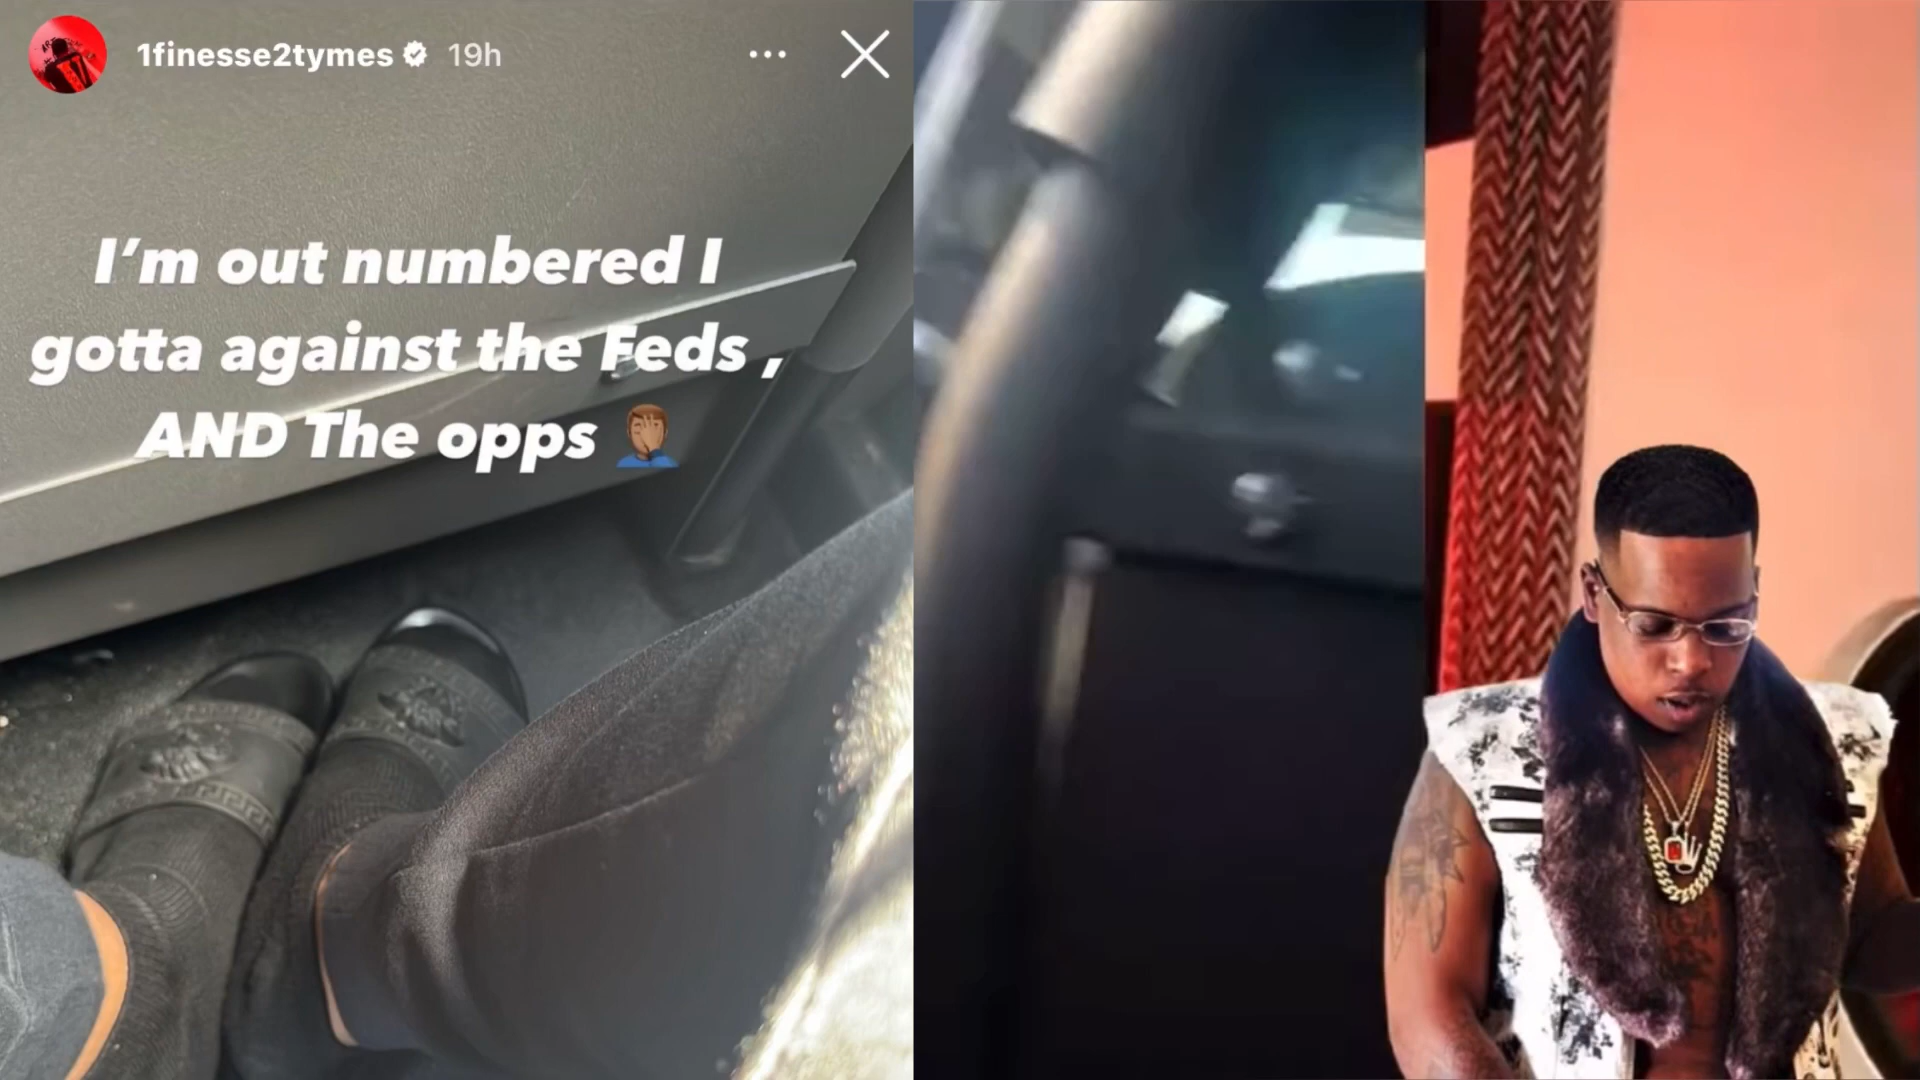 1finesse2tymes 19h
I’m out numbered I
gotta against the Feds ,
AND The opps 🤦🏽‍♂️